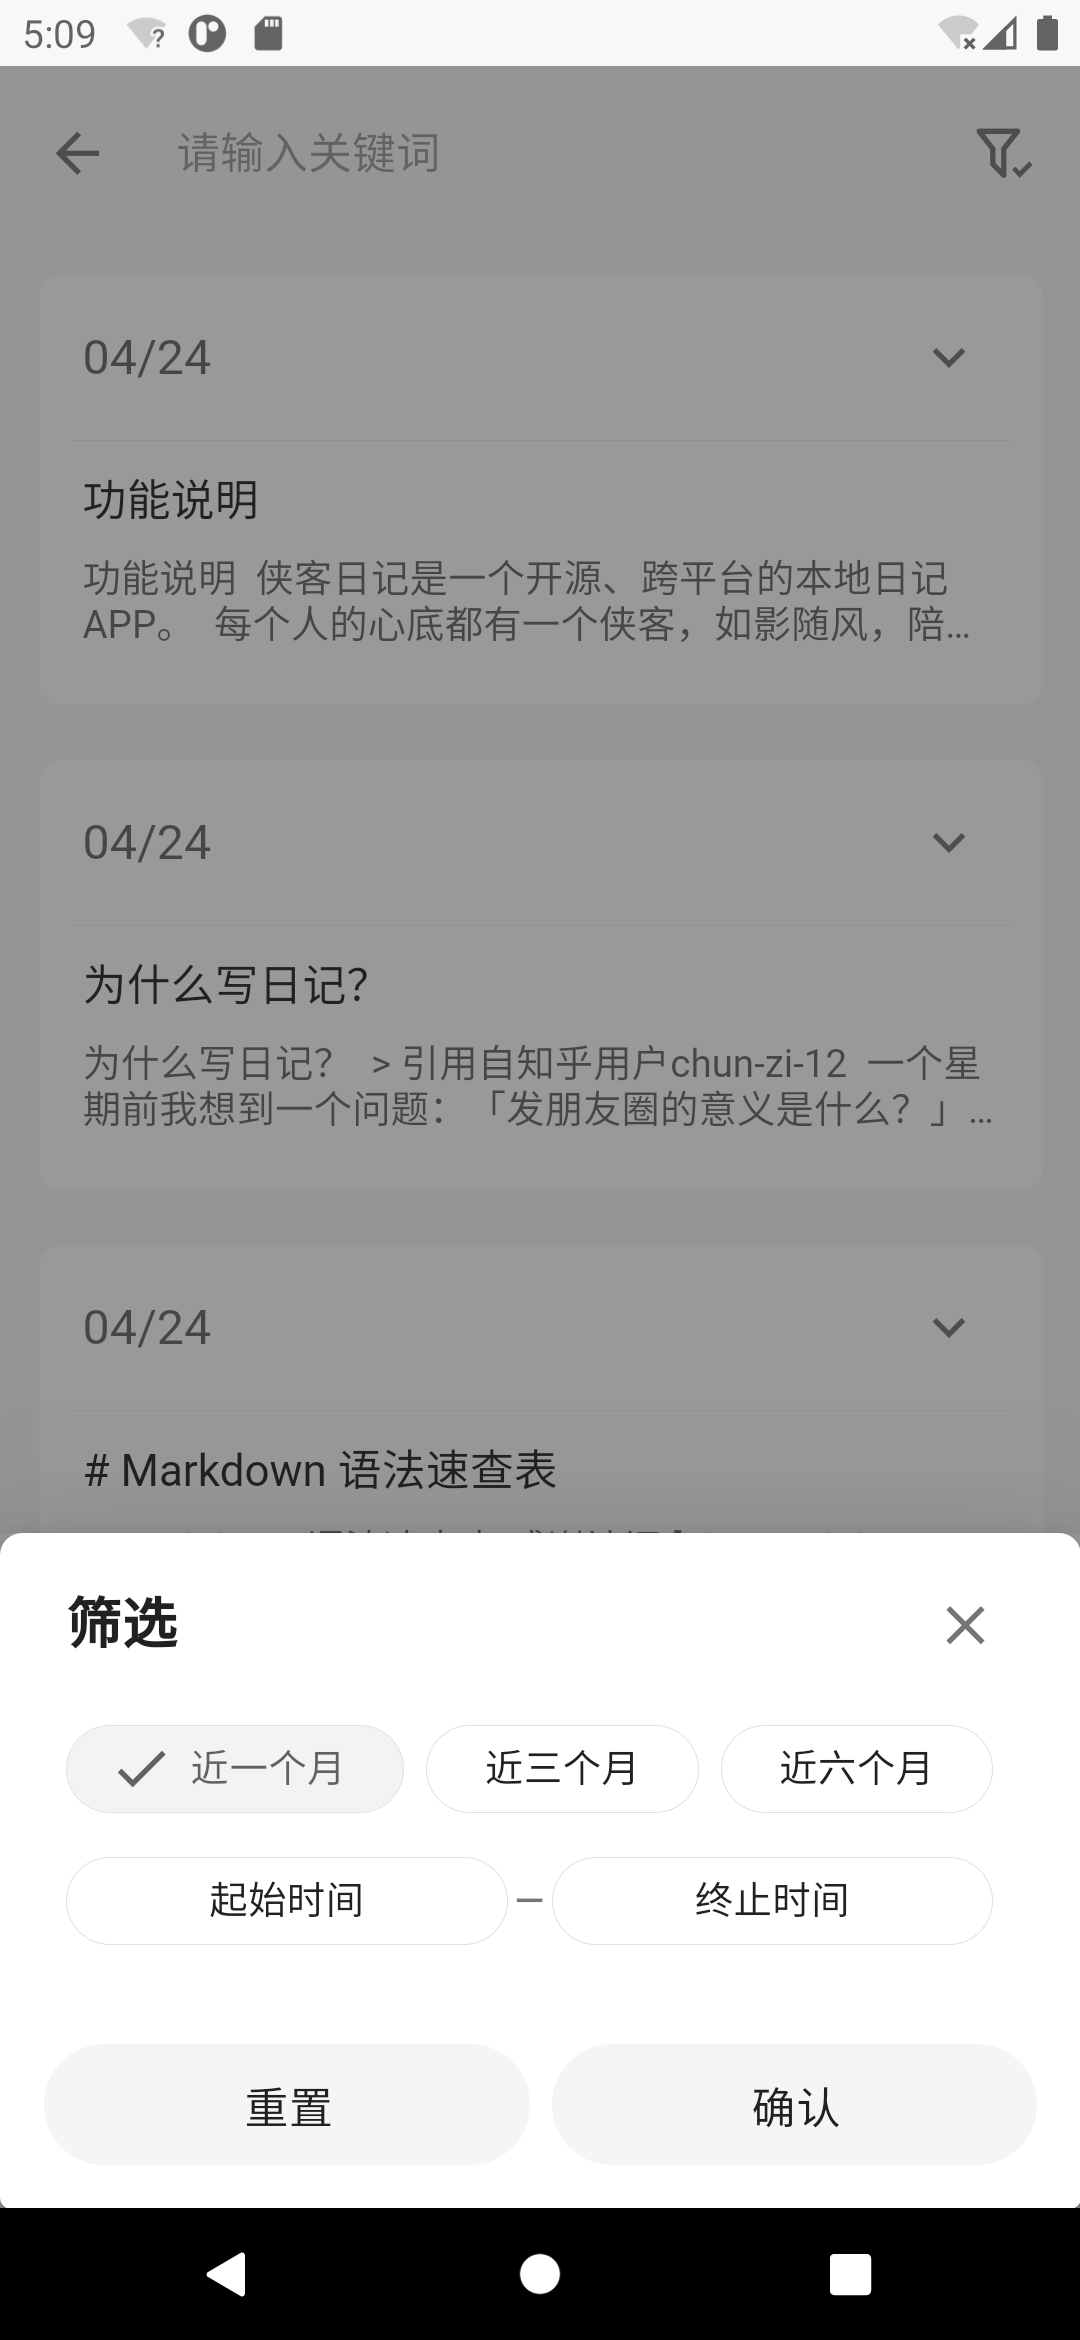 5:09
请输入关键词
04/24
功能说明
功能说明 侠客日记是一个开源、跨平台的本地日记
APP。 每个人的心底都有一个侠客，如影随风，陪…
04/24
为什么写日记？
为什么写日记？ > 引用自知乎用户chun-zi-12 一个星
期前我想到一个问题：「发朋友圈的意义是什么？」…
04/24
# Markdown 语法速查表
筛选
近一个月
近三个月
近六个月
起始时间 – 终止时间
重置
确认